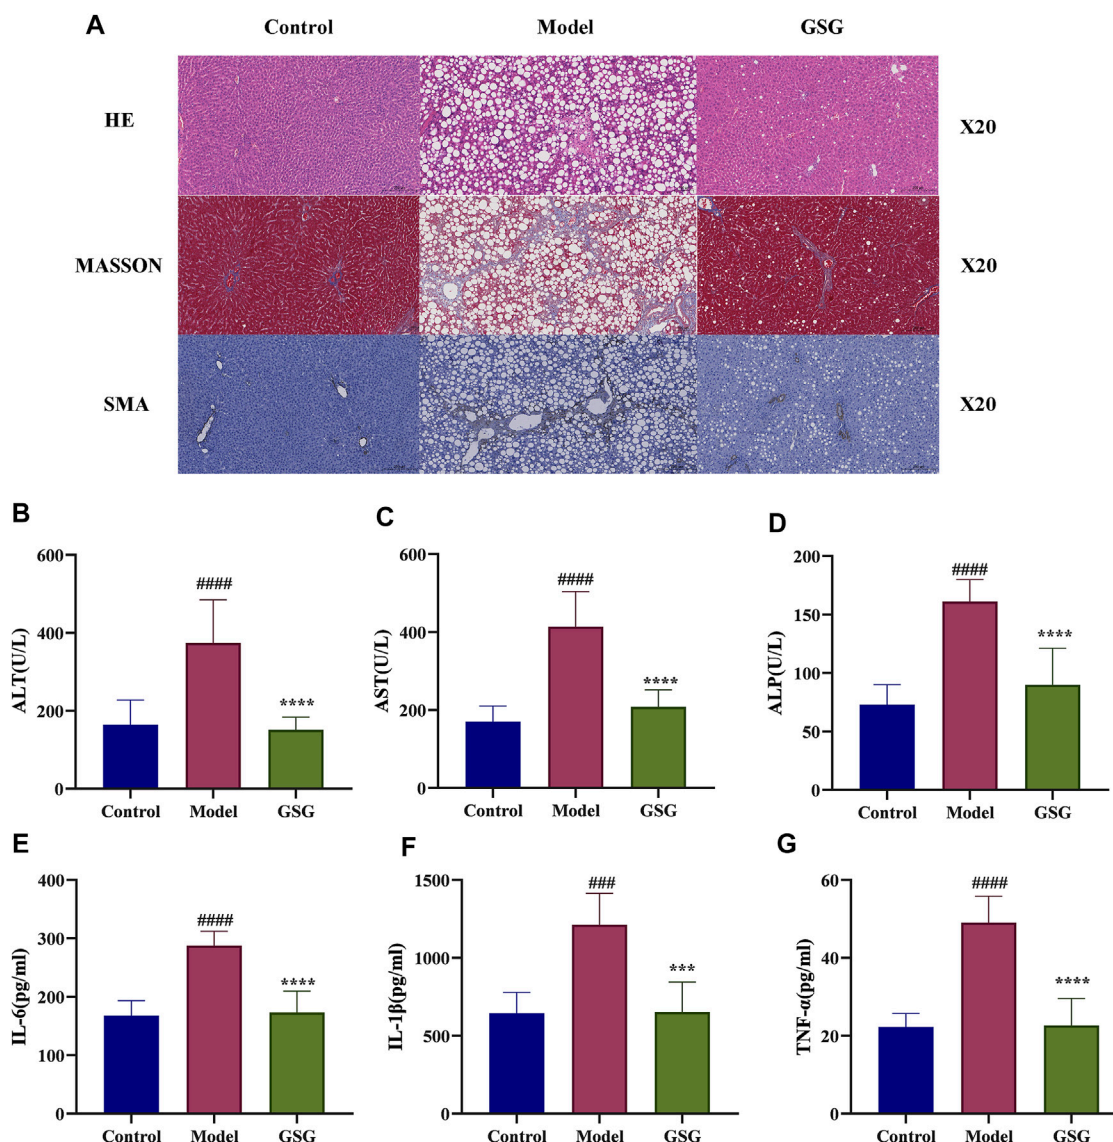 A
Control Model GSG
HE X20
MASSON X20
SMA X20
B
ALT(U/L)
600
400
200
0
####
****
Control Model GSG
C
AST(U/L)
600
400
200
0
####
****
Control Model GSG
D
ALP(U/L)
200
150
100
50
0
####
****
Control Model GSG
E
IL-6(pg/ml)
400
300
200
100
0
####
****
Control Model GSG
F
IL-1β(pg/ml)
1500
1000
500
0
###
***
Control Model GSG
G
TNF-α(pg/ml)
60
40
20
0
####
****
Control Model GSG